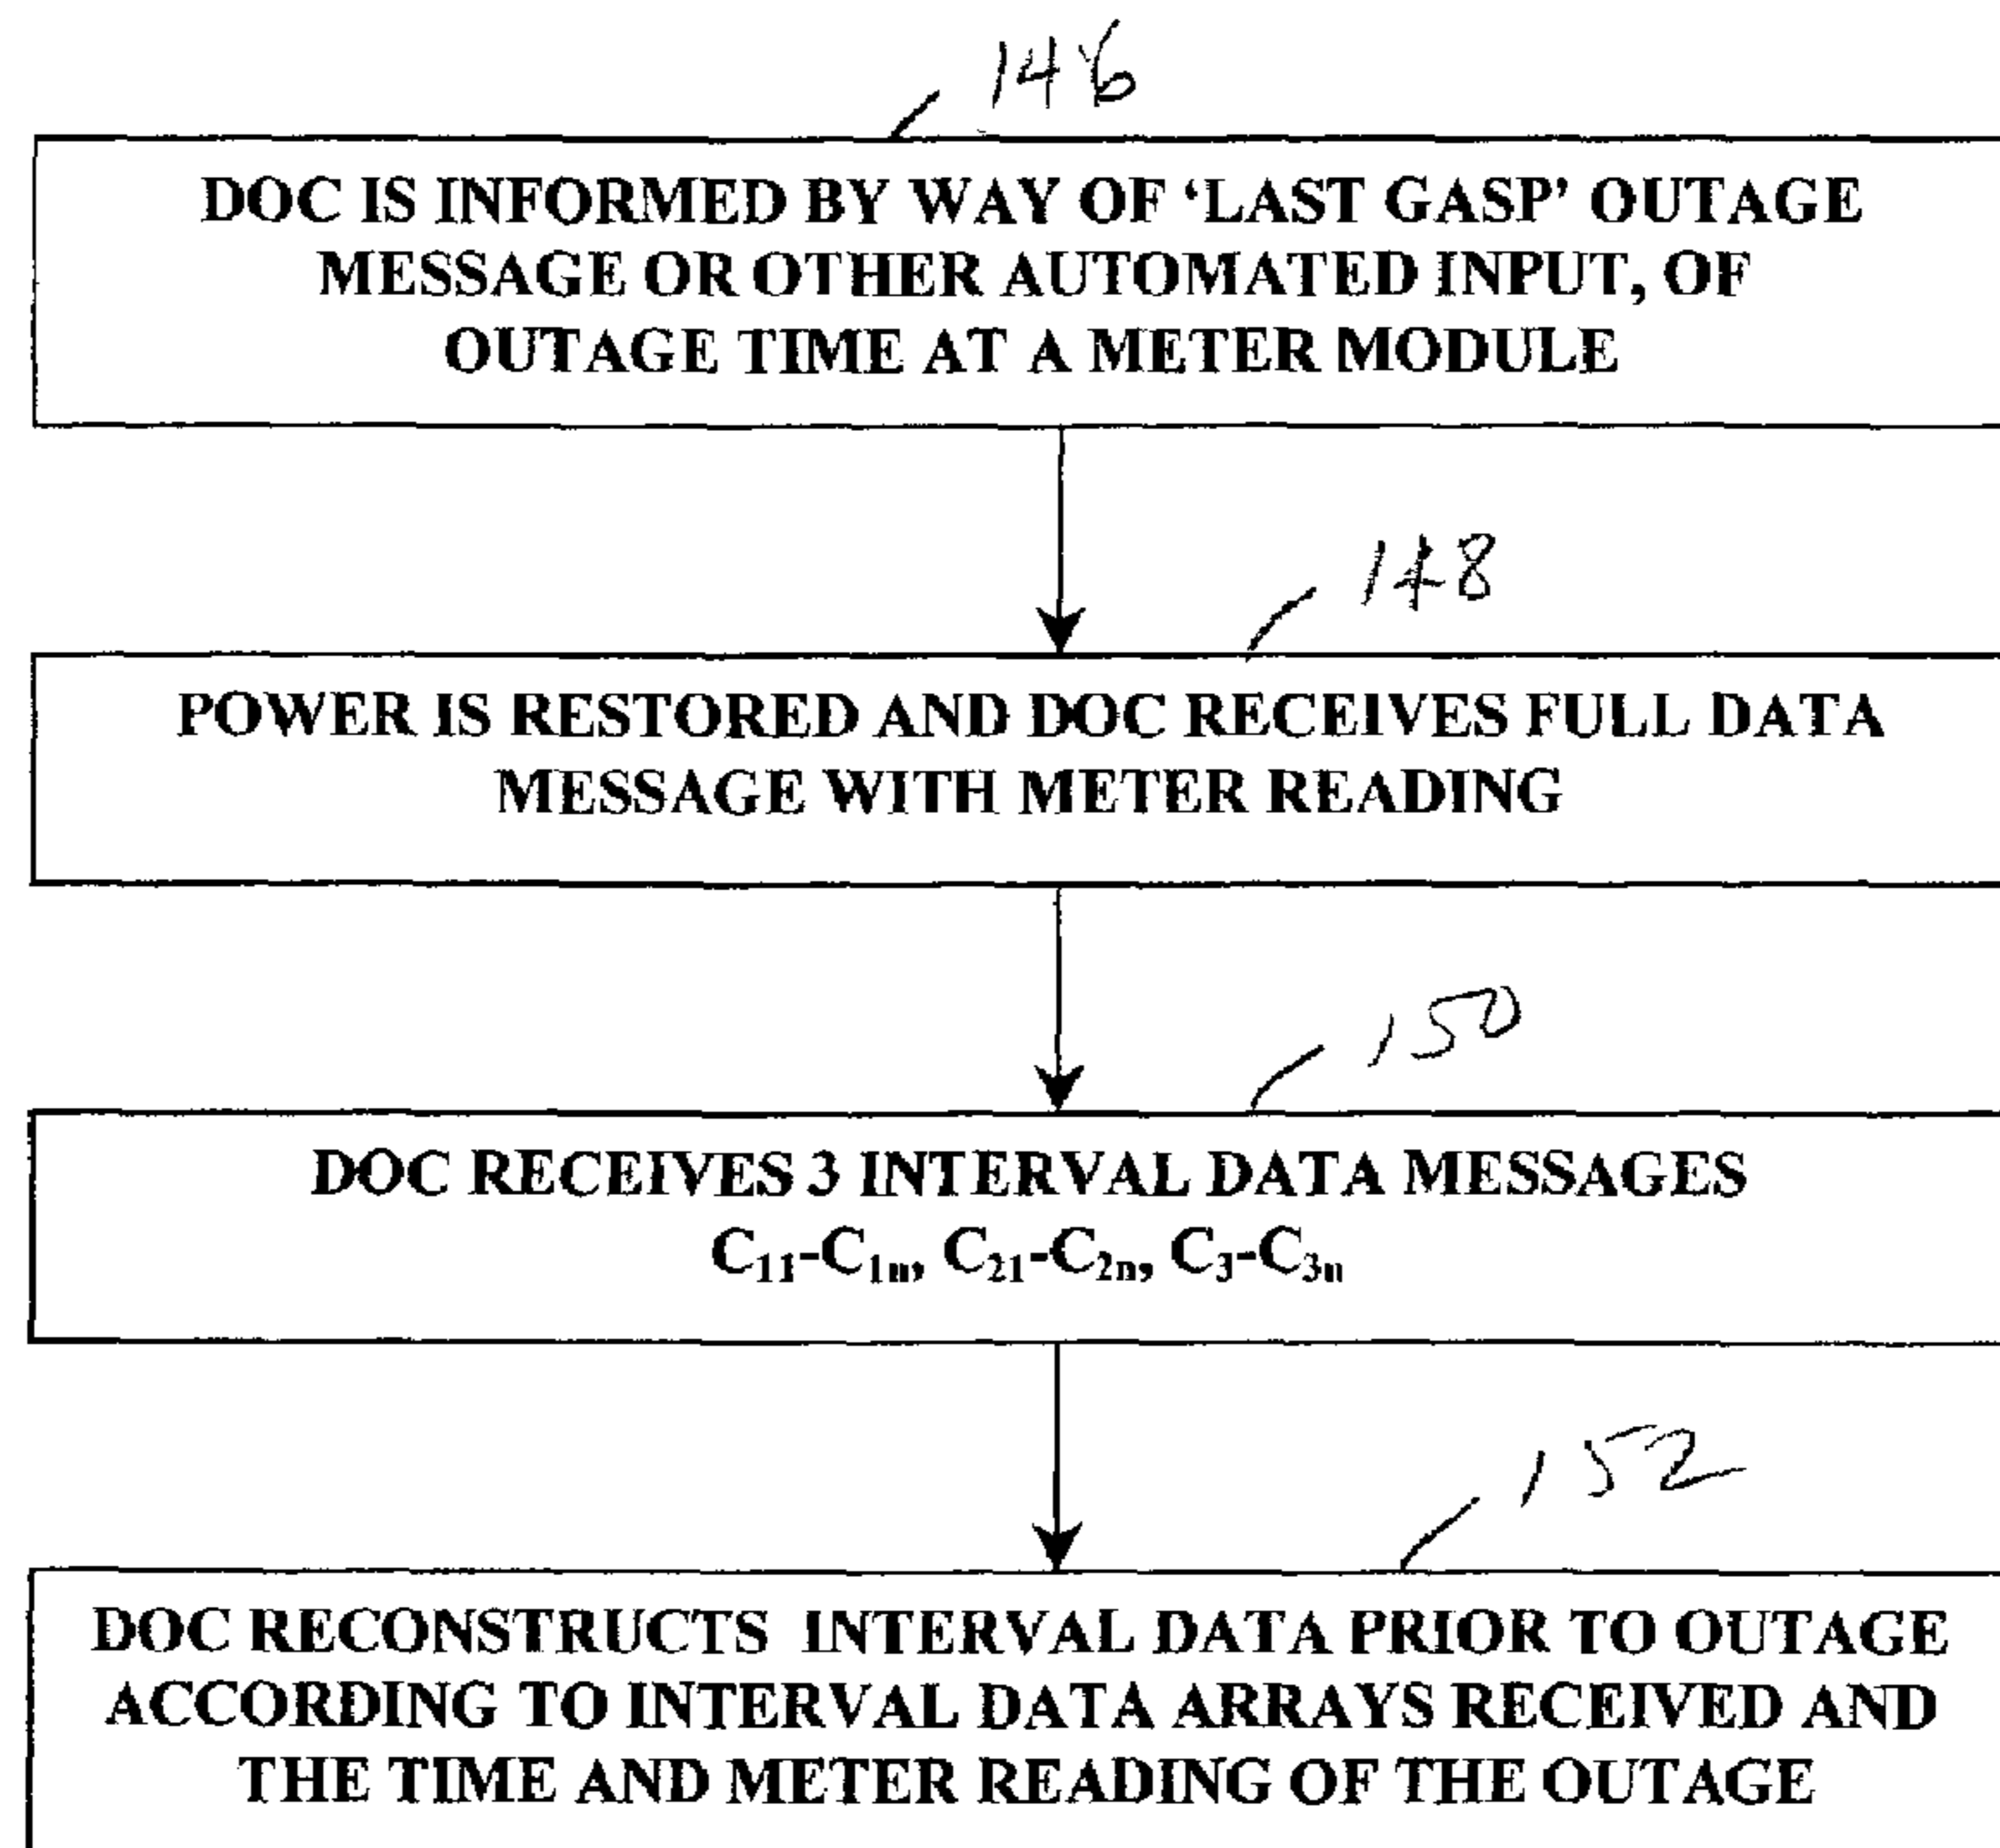 146
DOC IS INFORMED BY WAY OF ‘LAST GASP’ OUTAGE
MESSAGE OR OTHER AUTOMATED INPUT, OF
OUTAGE TIME AT A METER MODULE
148
POWER IS RESTORED AND DOC RECEIVES FULL DATA
MESSAGE WITH METER READING
150
DOC RECEIVES 3 INTERVAL DATA MESSAGES
C₁₁-C₁ₙ, C₂₁-C₂ₙ, C₃-C₃ₙ
152
DOC RECONSTRUCTS INTERVAL DATA PRIOR TO OUTAGE
ACCORDING TO INTERVAL DATA ARRAYS RECEIVED AND
THE TIME AND METER READING OF THE OUTAGE